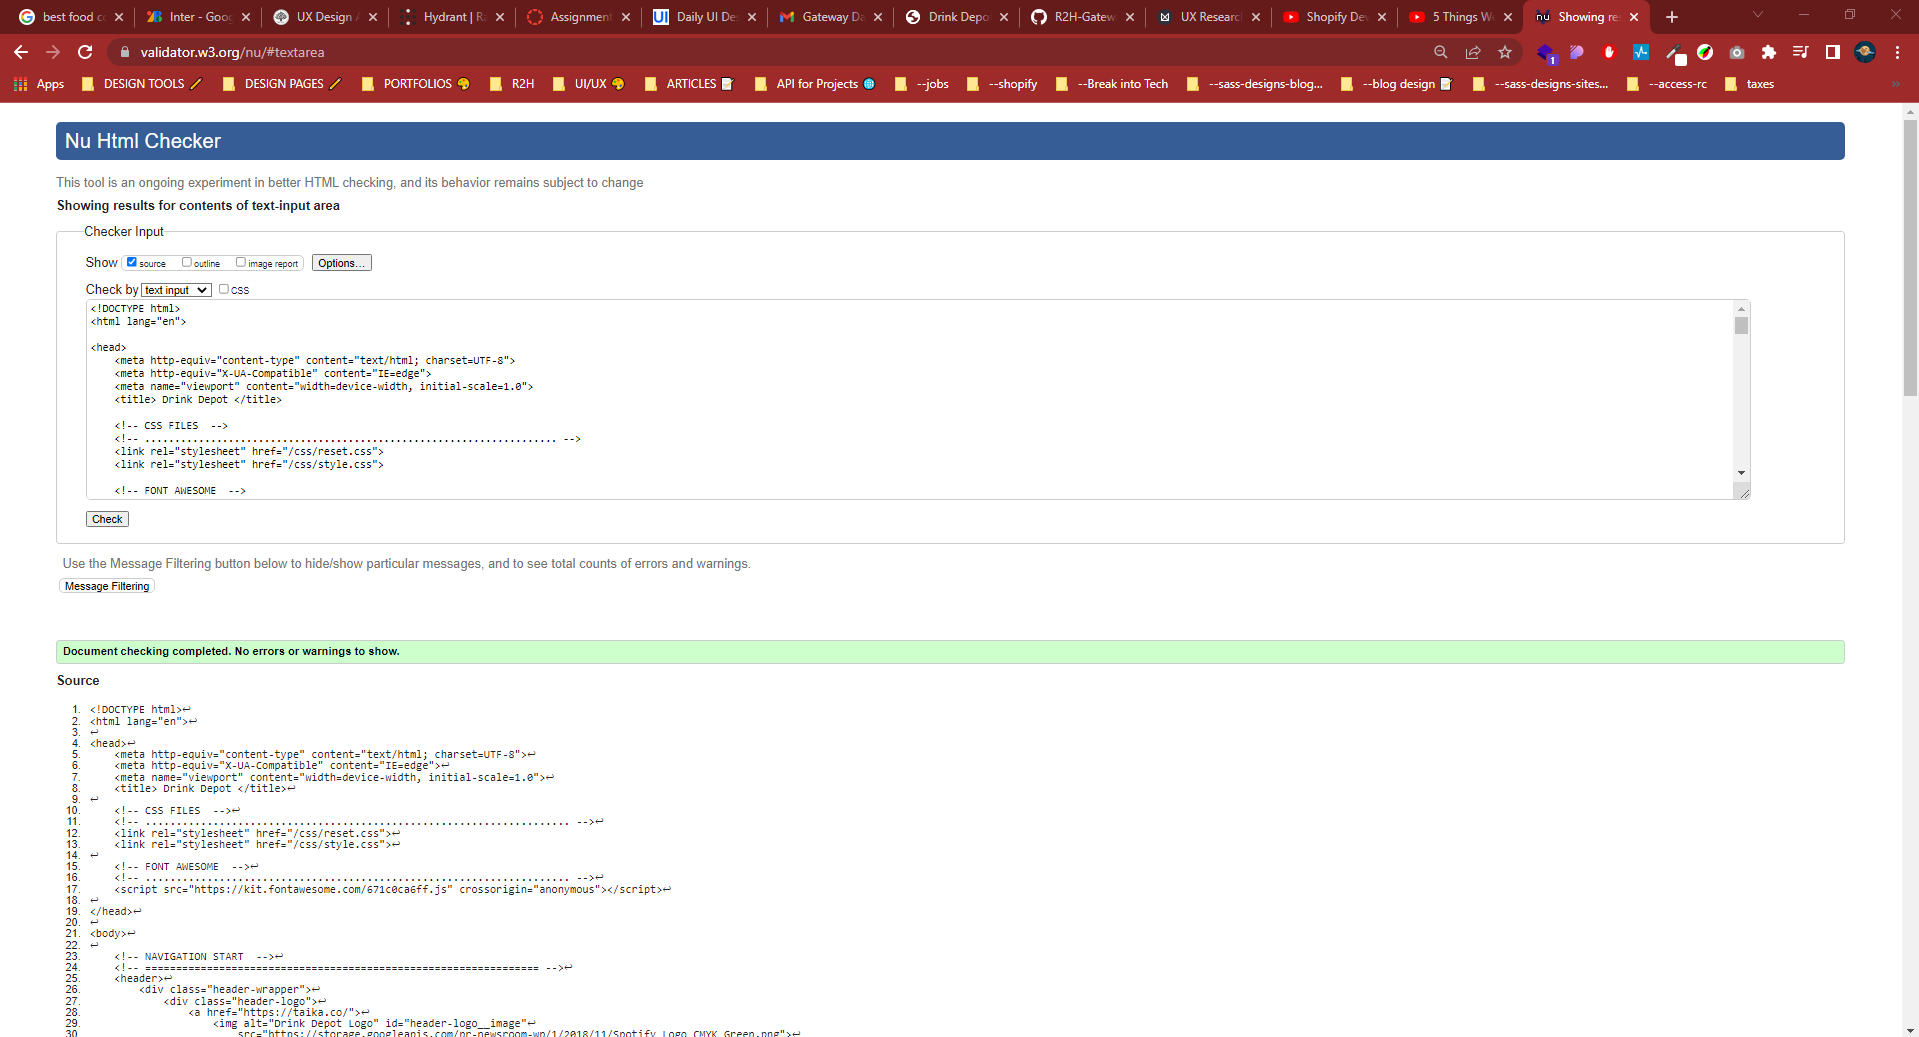 best food co
Inter - Goog
UX Design A
Hydrant | Ra
Assignment
Daily UI De
Gateway Da
Drink Depo
R2H-Gatew
UX Researc
Shopify Dev
5 Things We
Showing re
validator.w3.org/nu/#textarea
1
Apps
DESIGN TOOLS
DESIGN PAGES
PORTFOLIOS
R2H
UI/UX
ARTICLES
API for Projects
--jobs
--shopify
--Break into Tech
--sass-designs-blog...
--blog design
--sass-designs-sites...
--access-rc
taxes
»
Nu Html Checker
This tool is an ongoing experiment in better HTML checking, and its behavior remains subject to change
Showing results for contents of text-input area
Checker Input
Show source outline image report Options...
Check by text input CSS
<!DOCTYPE html>
<html lang="en">
<head>
<meta http-equiv="content-type" content="text/html; charset=UTF-8">
<meta http-equiv="X-UA-Compatible" content="IE=edge">
<meta name="viewport" content="width=device-width, initial-scale=1.0">
<title> Drink Depot </title>
<!-- CSS FILES  -->
<!-- ..................................................................... -->
<link rel="stylesheet" href="/css/reset.css">
<link rel="stylesheet" href="/css/style.css">
<!-- FONT AWESOME  -->
Check
Use the Message Filtering button below to hide/show particular messages, and to see total counts of errors and warnings.
Message Filtering
Document checking completed. No errors or warnings to show.
Source
1. <!DOCTYPE html>↩
2. <html lang="en">↩
3. ↩
4. <head>↩
5. <meta http-equiv="content-type" content="text/html; charset=UTF-8">↩
6. <meta http-equiv="X-UA-Compatible" content="IE=edge">↩
7. <meta name="viewport" content="width=device-width, initial-scale=1.0">↩
8. <title> Drink Depot </title>↩
9. ↩
10. <!-- CSS FILES  -->↩
11. <!-- ..................................................................... -->↩
12. <link rel="stylesheet" href="/css/reset.css">↩
13. <link rel="stylesheet" href="/css/style.css">↩
14. ↩
15. <!-- FONT AWESOME  -->↩
16. <!-- ..................................................................... -->↩
17. <script src="https://kit.fontawesome.com/671c0ca6ff.js" crossorigin="anonymous"></script>↩
18. ↩
19. </head>↩
20. ↩
21. <body>↩
22. ↩
23. <!-- NAVIGATION START  -->↩
24. <!-- ================================================================ -->↩
25. <header>↩
26. <div class="header-wrapper">↩
27. <div class="header-logo">↩
28. <a href="https://taika.co/">↩
29. <img alt="Drink Depot Logo" id="header-logo__image"↩
30. src="https://storage.googleapis.com/pr-newsroom-wp/1/2018/11/Spotify_Logo_CMYK_Green.png">↩